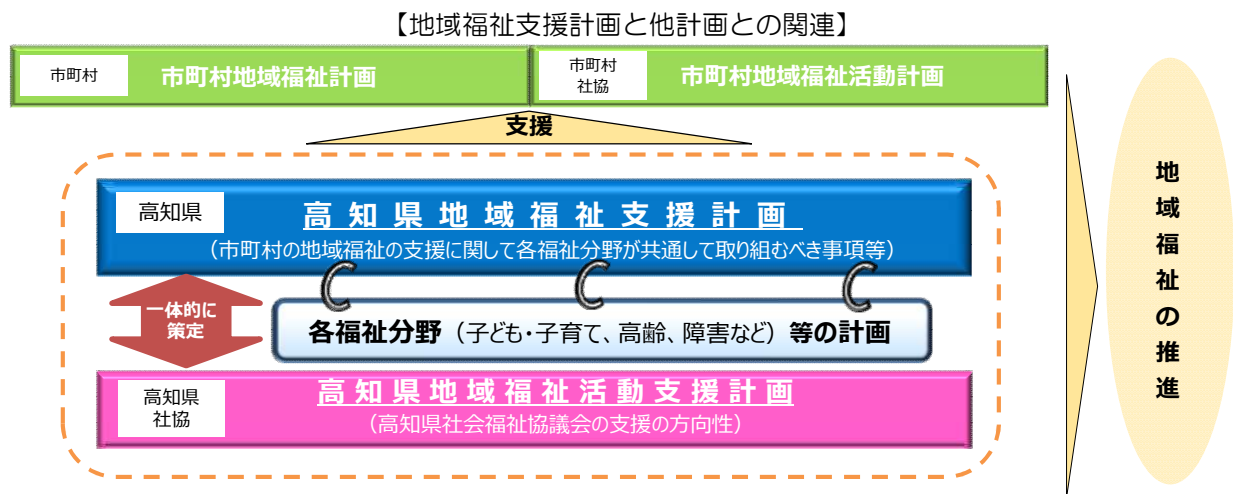 【地域福祉支援計画と他計画との関連】
市町村
市町村地域福祉計画
市町村
社協
市町村地域福祉活動計画
支援
高知県
高知県地域福祉支援計画
（市町村の地域福祉の支援に関して各福祉分野が共通して取り組むべき事項等）
一体的に
策定
各福祉分野（子ども・子育て、高齢、障害など）等の計画
高知県
社協
高知県地域福祉活動支援計画
（高知県社会福祉協議会の支援の方向性）
地域福祉の推進